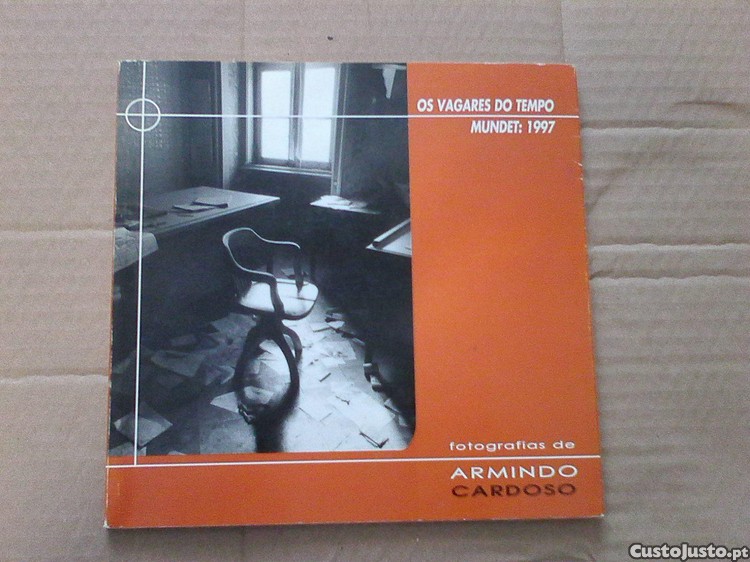 OS VAGARES DO TEMPO
MUNDET: 1997
fotografias de
ARMINDO
CARDOSO
CustoJusto.pt